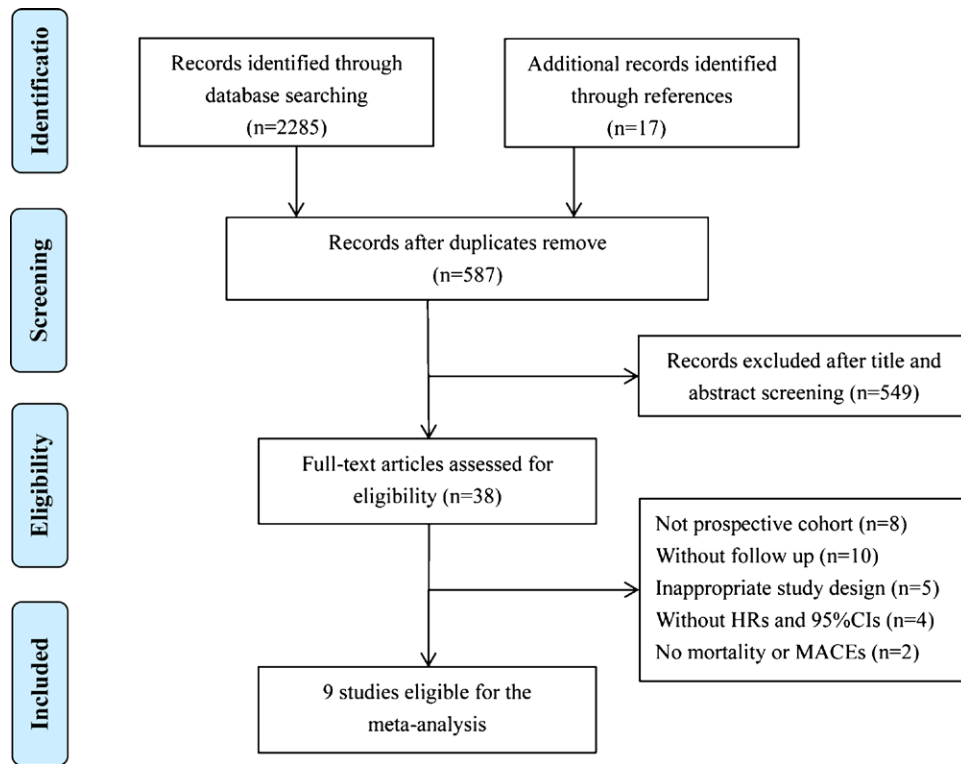 Identificatio
Records identified through
database searching
(n=2285)
Additional records identified
through references
(n=17)
Screening
Records after duplicates remove
(n=587)
Records excluded after title and
abstract screening (n=549)
Eligibility
Full-text articles assessed for
eligibility (n=38)
Not prospective cohort (n=8)
Without follow up (n=10)
Inappropriate study design (n=5)
Without HRs and 95%CIs (n=4)
No mortality or MACEs (n=2)
Included
9 studies eligible for the
meta-analysis